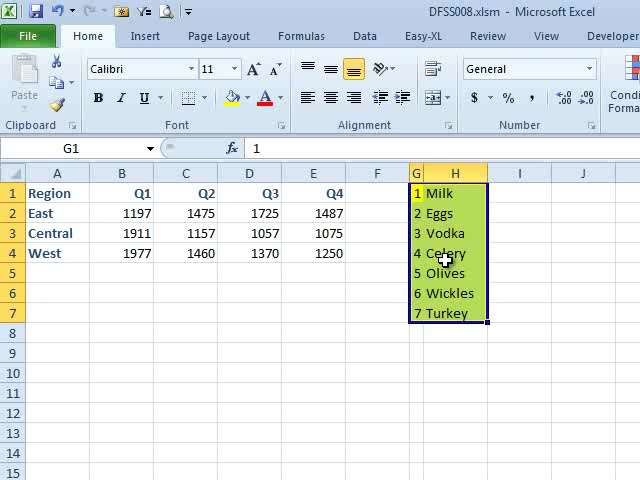 DFSS008.xlsm - Microsoft Excel
File Home Insert Page Layout Formulas Data Easy-XL Review View Developer
Paste Calibri 11 A A General
B I U A $ % , .00 .0 Condi
Form
Clipboard Font Alignment Number
G1 fx 1
A B C D E F G H I J
1 Region Q1 Q2 Q3 Q4 1 Milk
2 East 1197 1475 1725 1487 2 Eggs
3 Central 1911 1157 1057 1075 3 Vodka
4 West 1977 1460 1370 1250 4 Celery
5 5 Olives
6 6 Wickles
7 7 Turkey
8
9
10
11
12
13
14
15